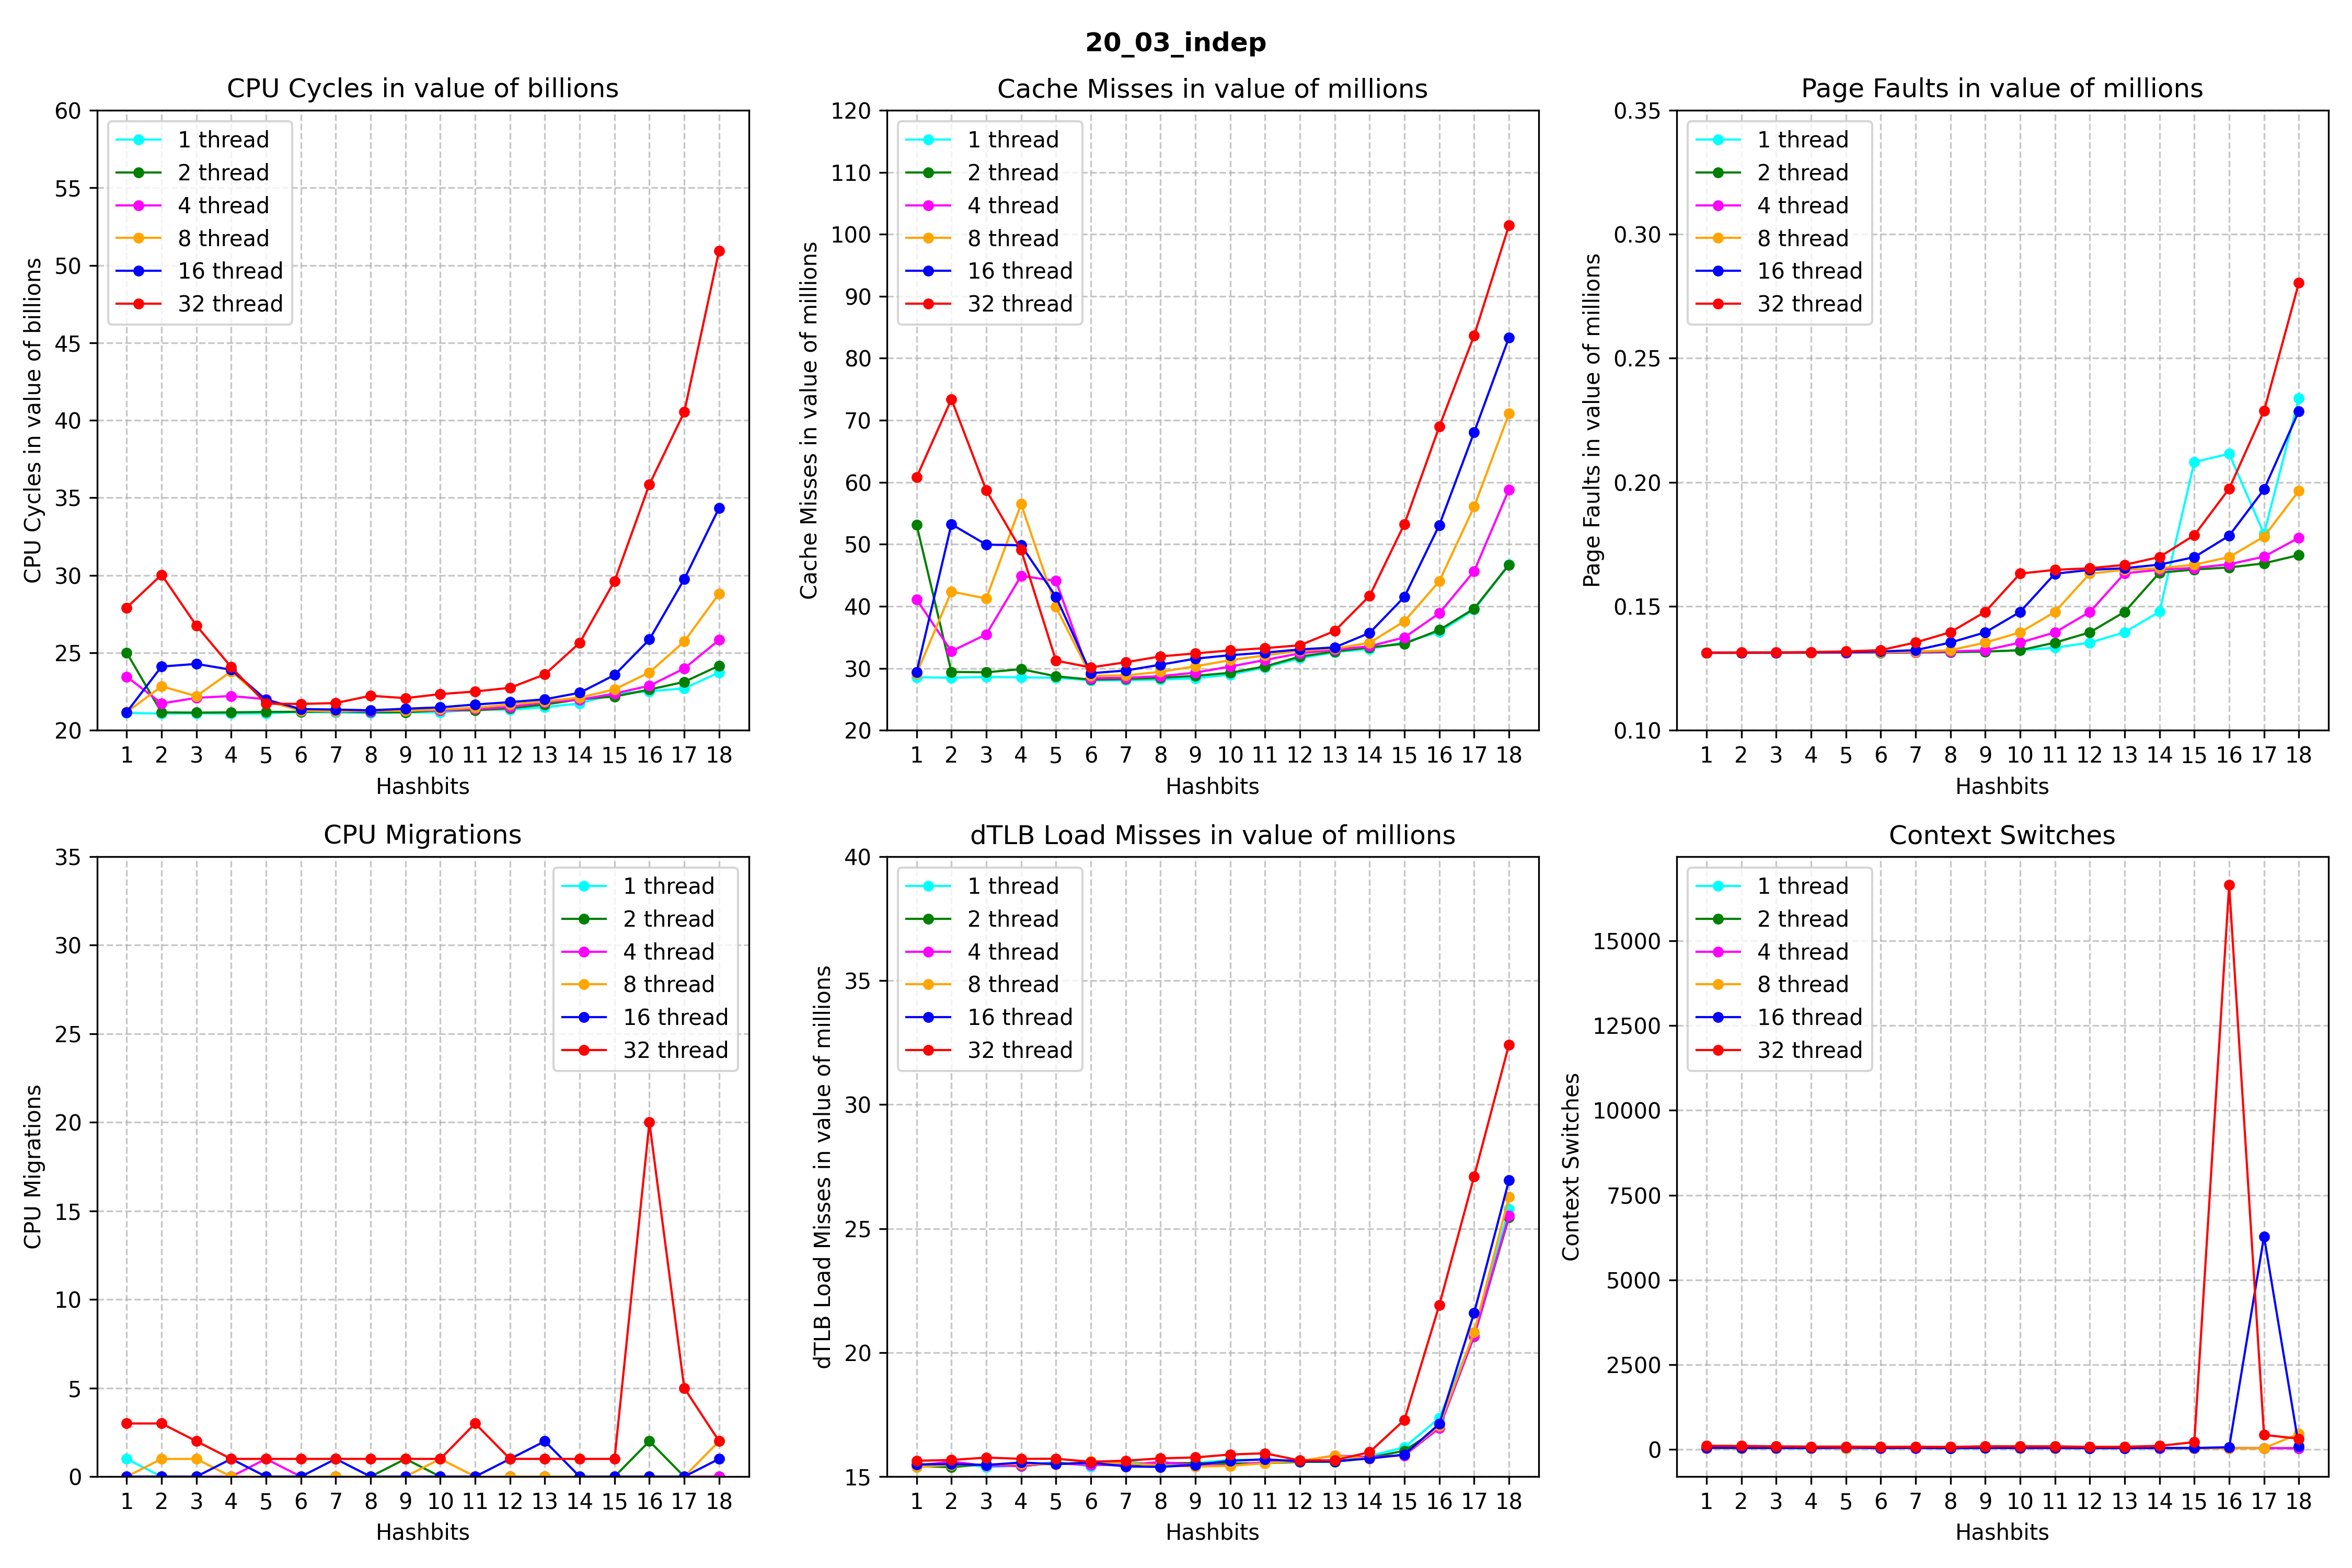 20_03_indep
CPU Cycles in value of billions
CPU Cycles in value of billions
60
55
50
45
40
35
30
25
20
1 thread
2 thread
4 thread
8 thread
16 thread
32 thread
1 2 3 4 5 6 7 8 9 10 11 12 13 14 15 16 17 18
Hashbits
Cache Misses in value of millions
Cache Misses in value of millions
120
110
100
90
80
70
60
50
40
30
20
1 thread
2 thread
4 thread
8 thread
16 thread
32 thread
1 2 3 4 5 6 7 8 9 10 11 12 13 14 15 16 17 18
Hashbits
Page Faults in value of millions
Page Faults in value of millions
0.35
0.30
0.25
0.20
0.15
0.10
1 thread
2 thread
4 thread
8 thread
16 thread
32 thread
1 2 3 4 5 6 7 8 9 10 11 12 13 14 15 16 17 18
Hashbits
CPU Migrations
CPU Migrations
35
30
25
20
15
10
5
0
1 thread
2 thread
4 thread
8 thread
16 thread
32 thread
1 2 3 4 5 6 7 8 9 10 11 12 13 14 15 16 17 18
Hashbits
dTLB Load Misses in value of millions
dTLB Load Misses in value of millions
40
35
30
25
20
15
1 thread
2 thread
4 thread
8 thread
16 thread
32 thread
1 2 3 4 5 6 7 8 9 10 11 12 13 14 15 16 17 18
Hashbits
Context Switches
Context Switches
15000
12500
10000
7500
5000
2500
0
1 thread
2 thread
4 thread
8 thread
16 thread
32 thread
1 2 3 4 5 6 7 8 9 10 11 12 13 14 15 16 17 18
Hashbits